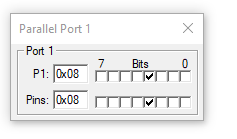 Parallel Port 1
Port 1
7 Bits 0
P1: 0x08
Pins: 0x08